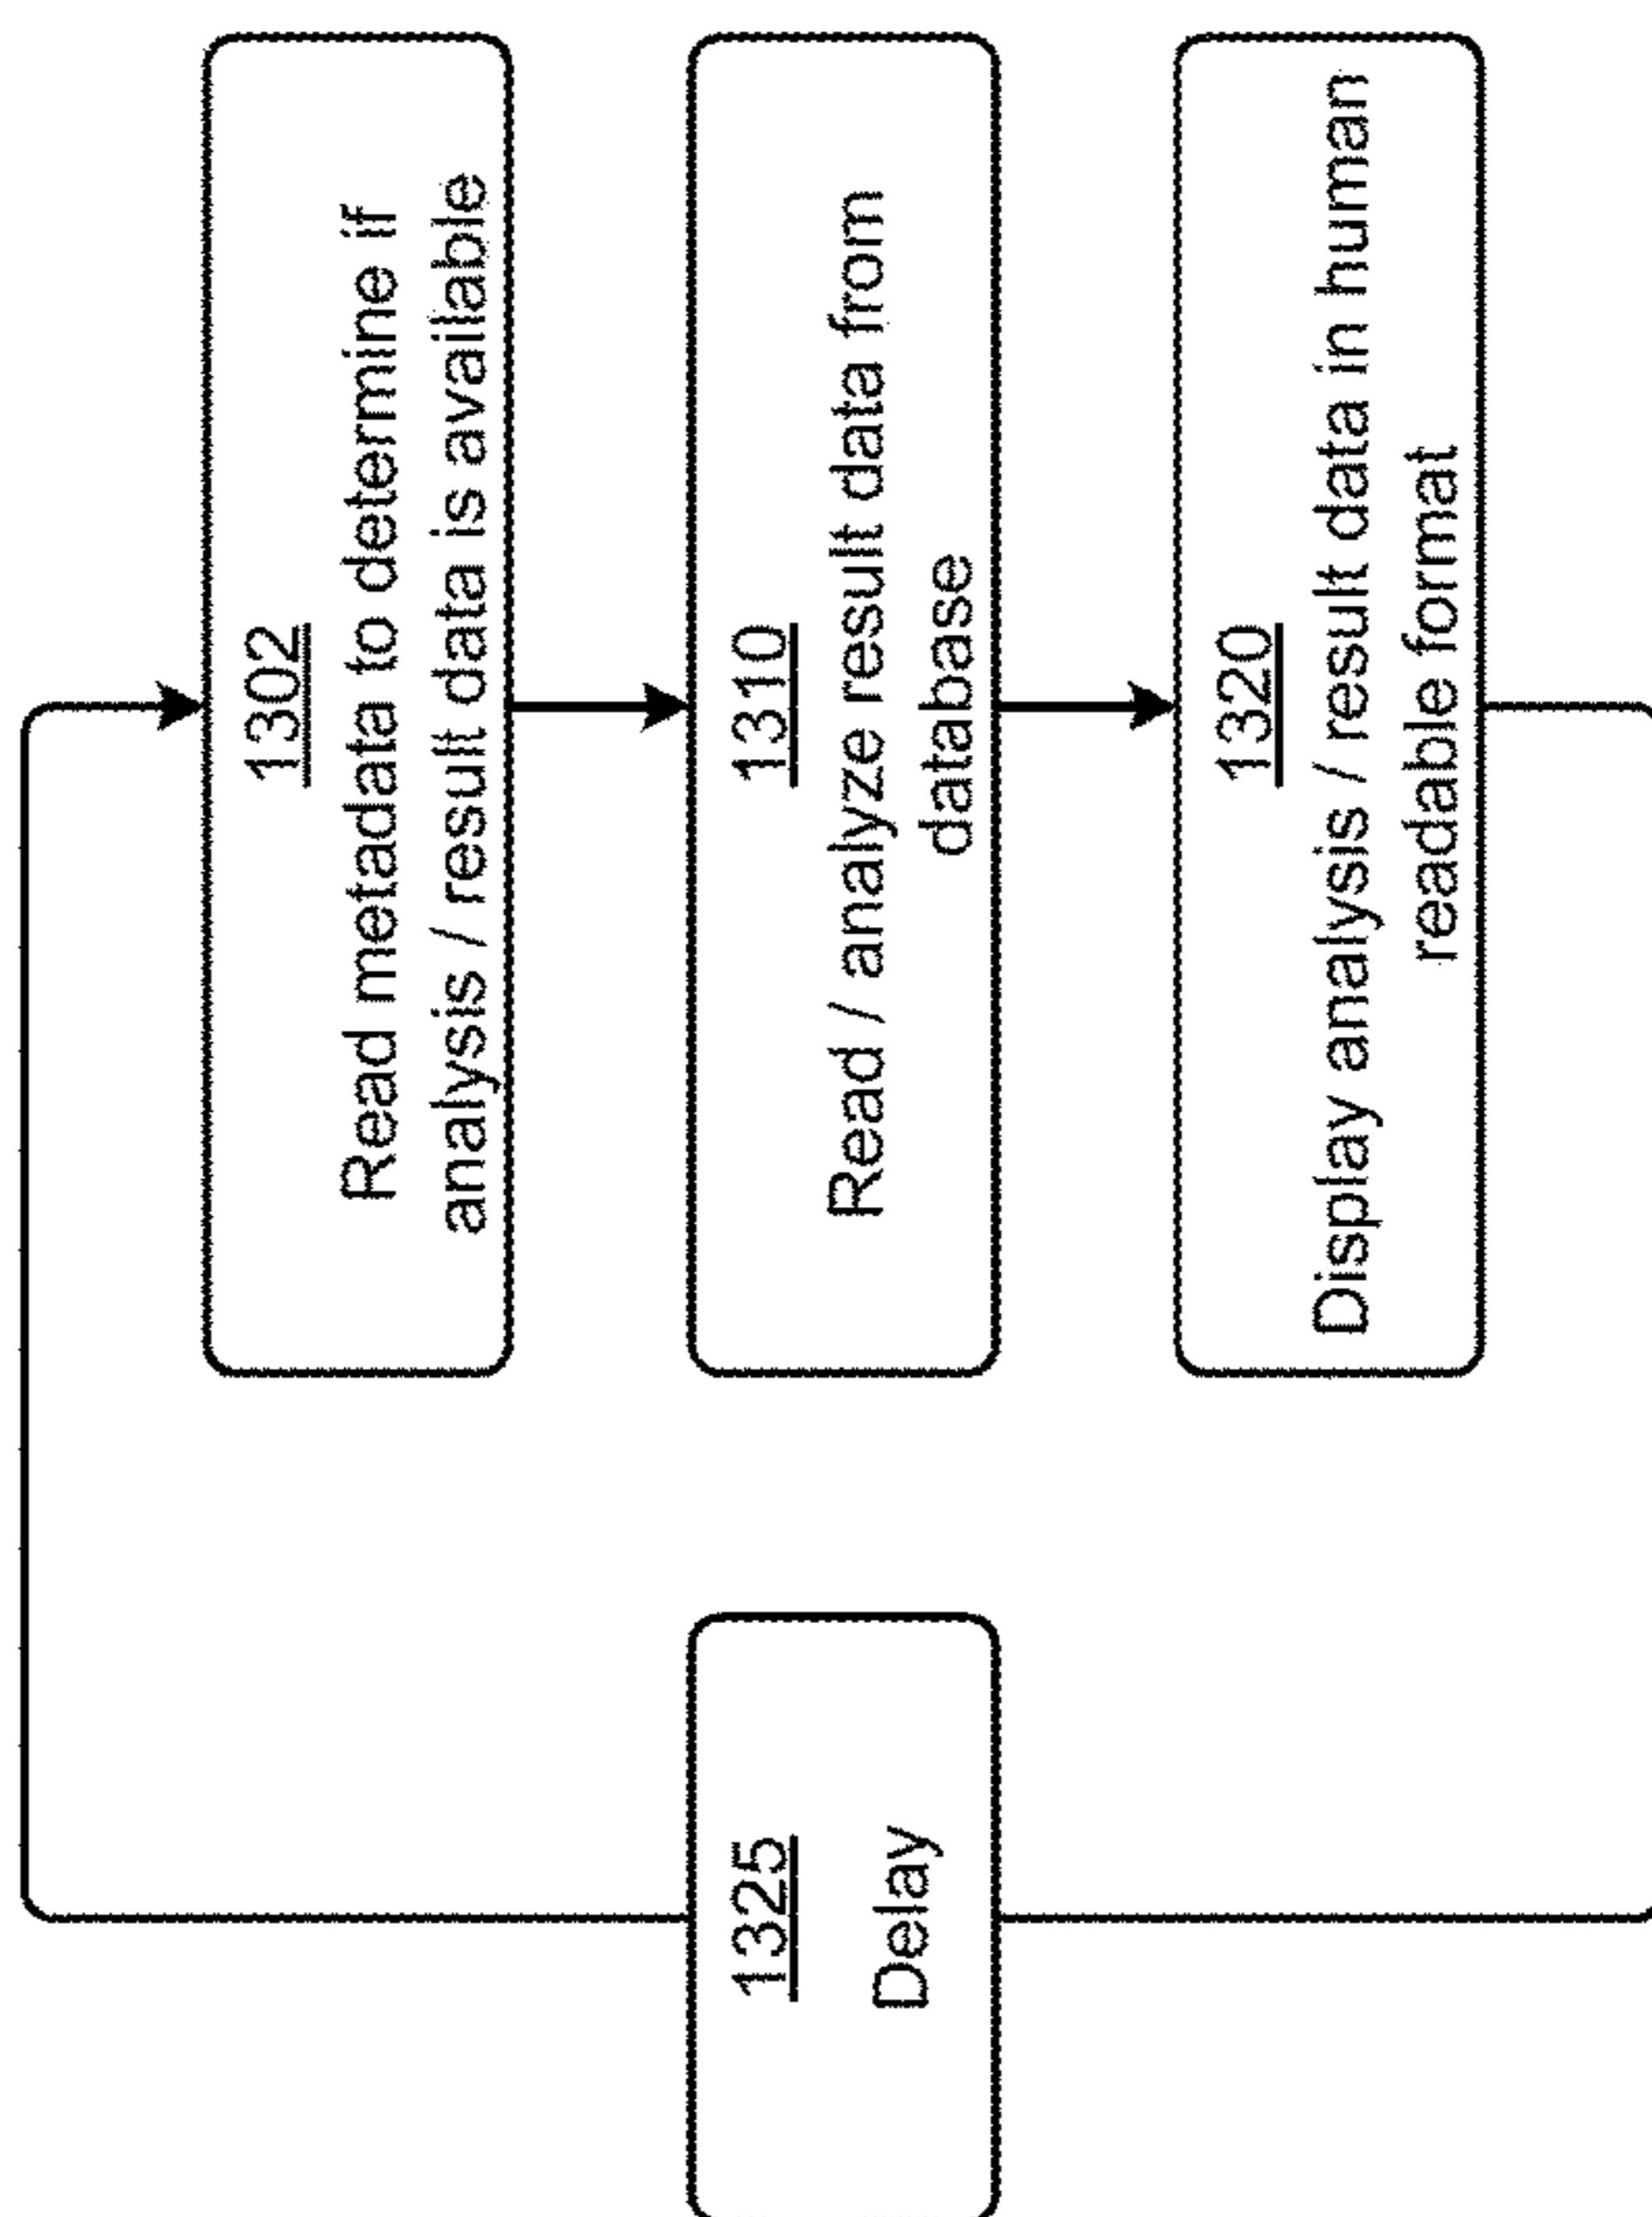 1302
Read metadata to determine if
analysis / result data is available
1310
Read / analyze result data from
database
1320
Display analysis / result data in human
readable format
1325
Delay